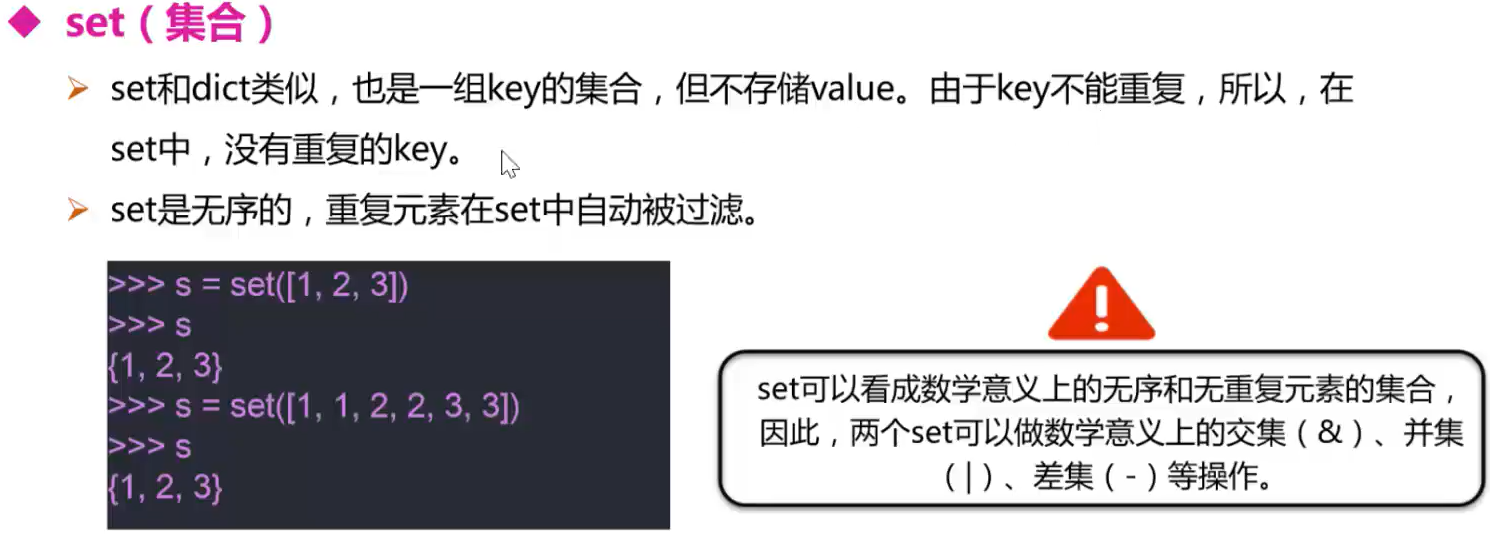 set（集合）
set和dict类似，也是一组key的集合，但不存储value。由于key不能重复，所以，在
set中，没有重复的key。
set是无序的，重复元素在set中自动被过滤。
>>> s = set([1, 2, 3])
>>> s
{1, 2, 3}
>>> s = set([1, 1, 2, 2, 3, 3])
>>> s
{1, 2, 3}
set可以看成数学意义上的无序和无重复元素的集合，
因此，两个set可以做数学意义上的交集（&）、并集
（|）、差集（-）等操作。